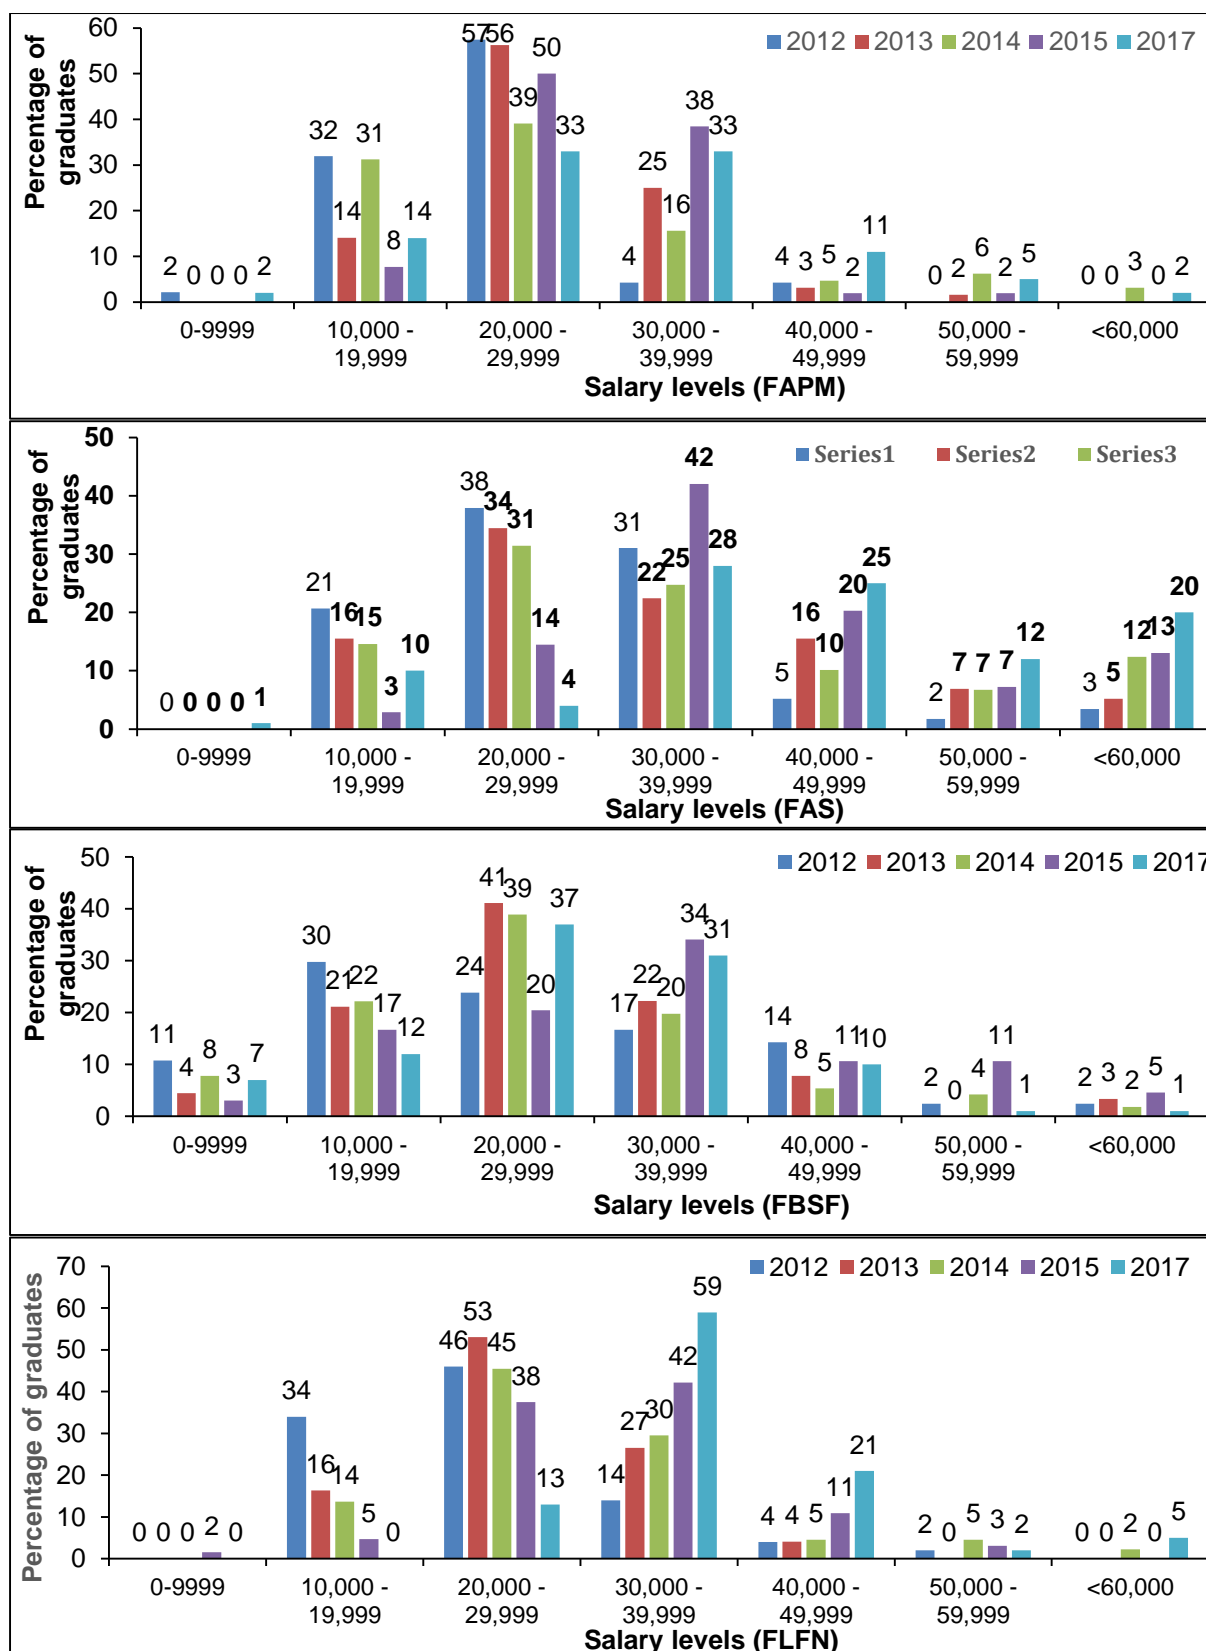 Percentage of
graduates
60
50
40
30
20
10
0
2012 2013 2014 2015 2017
2 0 0 0 2
32 14 31 8 14
57 56 39 50 33
4 25 16 38 33
4 3 5 2 11
0 2 6 2 5
0 0 3 0 2
0-9999 10,000 - 20,000 - 30,000 - 40,000 - 50,000 - <60,000
19,999 29,999 39,999 49,999 59,999
Salary levels (FAPM)
Percentage of
graduates
50
40
30
20
10
0
Series1 Series2 Series3
0 0 0 0 1
21 16 15 3 10
38 34 31 14 4
31 22 25 42 28
5 16 10 20 25
2 7 7 7 12
3 5 12 13 20
0-9999 10,000 - 20,000 - 30,000 - 40,000 - 50,000 - <60,000
19,999 29,999 39,999 49,999 59,999
Salary levels (FAS)
Percentage of
graduates
50
40
30
20
10
0
2012 2013 2014 2015 2017
11 4 8 3 7
30 21 22 17 12
24 41 39 20 37
17 22 20 34 31
14 8 5 11 10
2 0 4 11 1
2 3 2 5 1
0-9999 10,000 - 20,000 - 30,000 - 40,000 - 50,000 - <60,000
19,999 29,999 39,999 49,999 59,999
Salary levels (FBSF)
Percentage of graduates
70
60
50
40
30
20
10
0
2012 2013 2014 2015 2017
0 0 0 2 0
34 16 14 5 0
46 53 45 38 13
14 27 30 42 59
4 4 5 11 21
2 0 5 3 2
0 0 2 0 5
0-9999 10,000 - 20,000 - 30,000 - 40,000 - 50,000 - <60,000
19,999 29,999 39,999 49,999 59,999
Salary levels (FLFN)